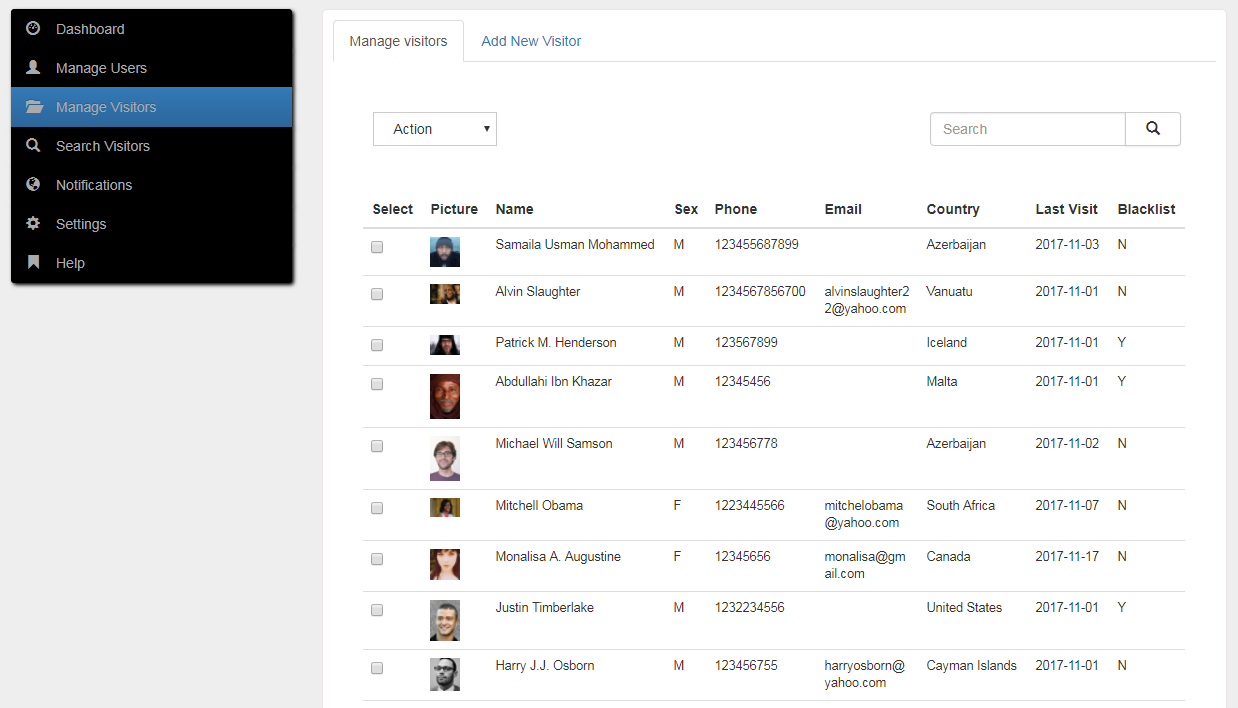 Dashboard
Manage Users
Manage Visitors
Search Visitors
Notifications
Settings
Help
Manage visitors Add New Visitor
Action Search
Select Picture Name Sex Phone Email Country Last Visit Blacklist
Samaila Usman Mohammed M 123455687899 Azerbaijan 2017-11-03 N
Alvin Slaughter M 1234567856700 alvinslaughter2 Vanuatu 2017-11-01 N
2@yahoo.com
Patrick M. Henderson M 123567899 Iceland 2017-11-01 Y
Abdullahi Ibn Khazar M 12345456 Malta 2017-11-01 Y
Michael Will Samson M 123456778 Azerbaijan 2017-11-02 N
Mitchell Obama F 1223445566 mitchelobama South Africa 2017-11-07 N
@yahoo.com
Monalisa A. Augustine F 12345656 monalisa@gm Canada 2017-11-17 N
ail.com
Justin Timberlake M 1232234556 United States 2017-11-01 Y
Harry J.J. Osborn M 123456755 harryosborn@ Cayman Islands 2017-11-01 N
yahoo.com